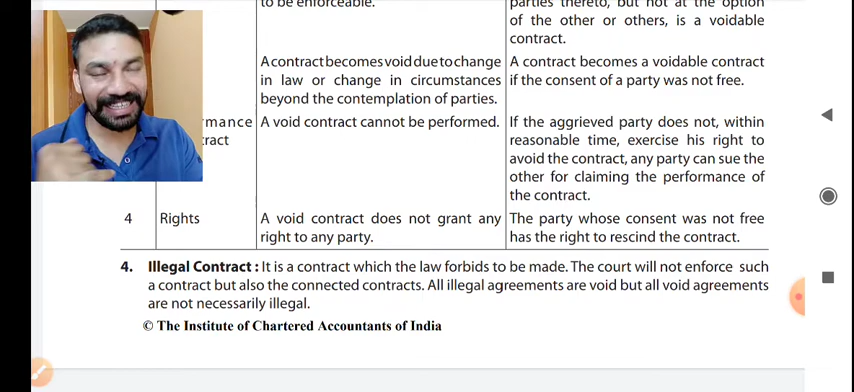 to be enforceable.
parties thereto, but not at the option
of the other or others, is a voidable
contract.
A contract becomes void due to change
in law or change in circumstances
beyond the contemplation of parties.
A contract becomes a voidable contract
if the consent of a party was not free.
rmance
ract
A void contract cannot be performed.
If the aggrieved party does not, within
reasonable time, exercise his right to
avoid the contract, any party can sue the
other for claiming the performance of
the contract.
4 Rights
A void contract does not grant any
right to any party.
The party whose consent was not free
has the right to rescind the contract.
4. Illegal Contract : It is a contract which the law forbids to be made. The court will not enforce such
a contract but also the connected contracts. All illegal agreements are void but all void agreements
are not necessarily illegal.
© The Institute of Chartered Accountants of India